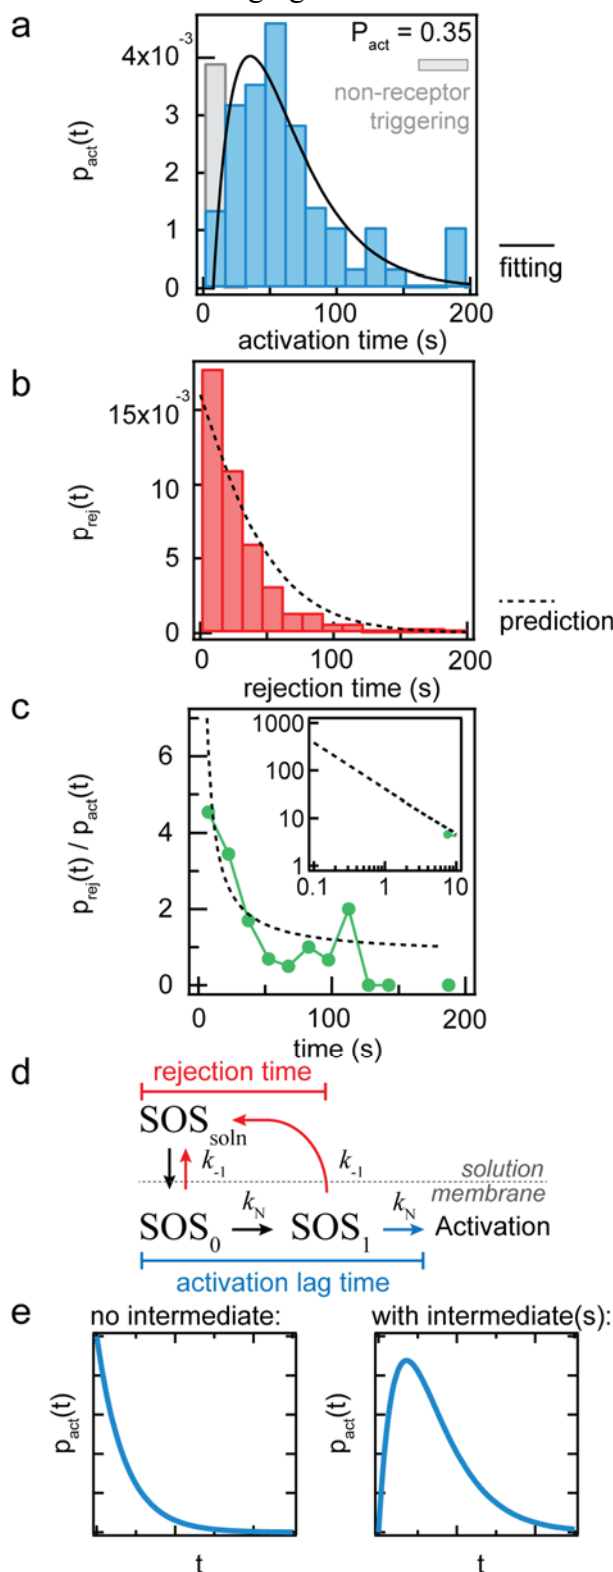 a
P_act = 0.35
non-receptor
triggering
4x10^-3
3
2
1
0
p_act(t)
0
100
200
activation time (s)
fitting
b
15x10^-3
10
5
0
p_rej(t)
0
100
200
rejection time (s)
prediction
c
6
4
2
0
p_rej(t) / p_act(t)
1000
100
10
1
0.1
1
10
0
100
200
time (s)
d
rejection time
SOS_soln
k_-1
k_-1
solution
membrane
k_N
k_N
SOS_0
SOS_1
Activation
activation lag time
e
no intermediate:
with intermediate(s):
p_act(t)
p_act(t)
t
t